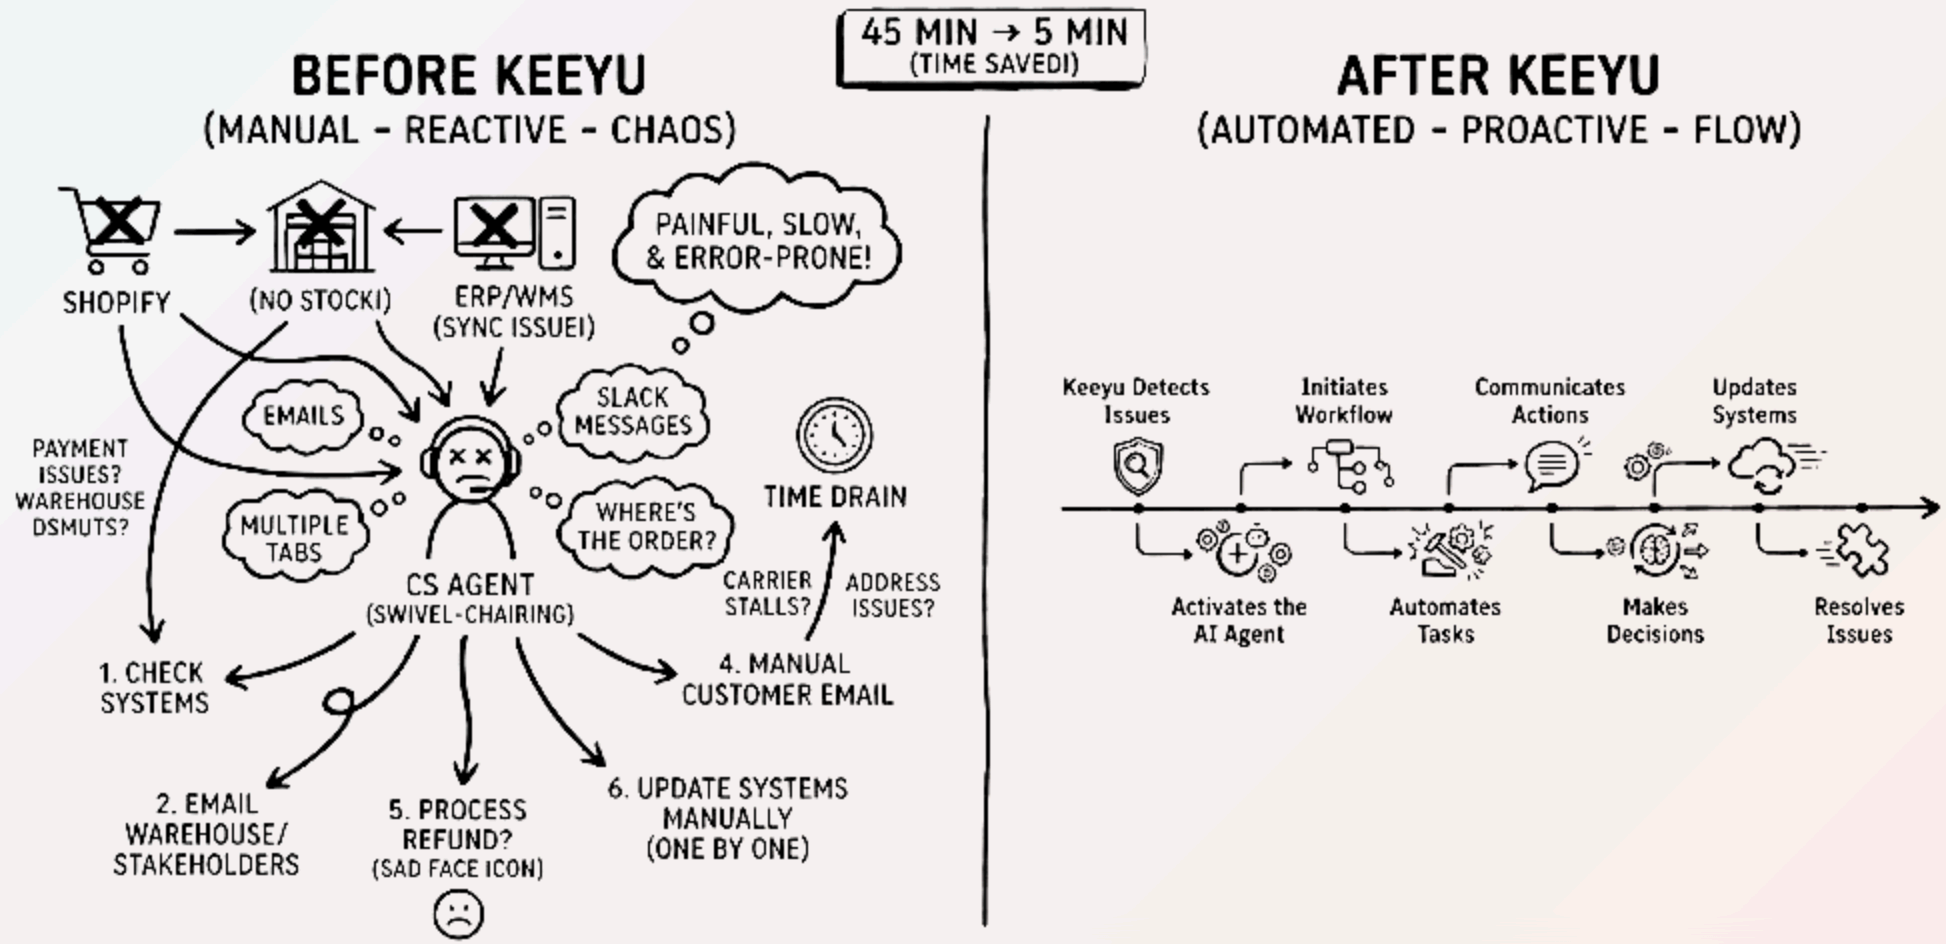 45 MIN → 5 MIN
(TIME SAVED!)
BEFORE KEEYU
(MANUAL - REACTIVE - CHAOS)
SHOPIFY
(NO STOCK!)
ERP/WMS
(SYNC ISSUE!)
PAINFUL, SLOW,
& ERROR-PRONE!
EMAILS
SLACK
MESSAGES
PAYMENT
ISSUES?
WAREHOUSE
DSMUTS?
MULTIPLE
TABS
WHERE'S
THE ORDER?
TIME DRAIN
CS AGENT
(SWIVEL-CHAIRING)
CARRIER
STALLS?
ADDRESS
ISSUES?
1. CHECK
SYSTEMS
4. MANUAL
CUSTOMER EMAIL
2. EMAIL
WAREHOUSE/
STAKEHOLDERS
5. PROCESS
REFUND?
(SAD FACE ICON)
6. UPDATE SYSTEMS
MANUALLY
(ONE BY ONE)
AFTER KEEYU
(AUTOMATED - PROACTIVE - FLOW)
Keeyu Detects
Issues
Initiates
Workflow
Communicates
Actions
Updates
Systems
Activates the
AI Agent
Automates
Tasks
Makes
Decisions
Resolves
Issues